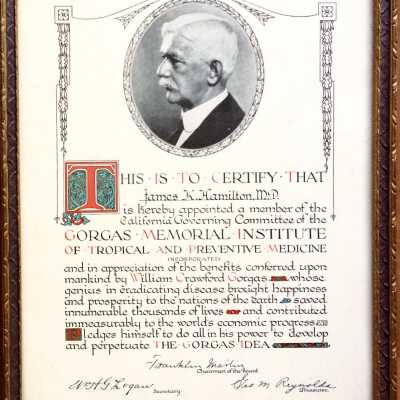 THIS IS TO CERTIFY THAT
James K. Hamilton, M.D.
is hereby appointed a member of the
California Governing Committee of the
GORGAS MEMORIAL INSTITUTE
OF TROPICAL AND PREVENTIVE MEDICINE
INCORPORATED
and in appreciation of the benefits conferred upon
mankind by William Crawford Gorgas whose
genius in eradicating disease brought happiness
and prosperity to the nations of the earth saved
innumerable thousands of lives and contributed
immeasurably to the world's economic progress
Pledges himself to do all in his power to develop
and perpetuate THE GORGAS IDEA
Franklin Martin
Chairman of the Board
Wm A G Logan
Secretary
Geo M Reynolds
Treasurer